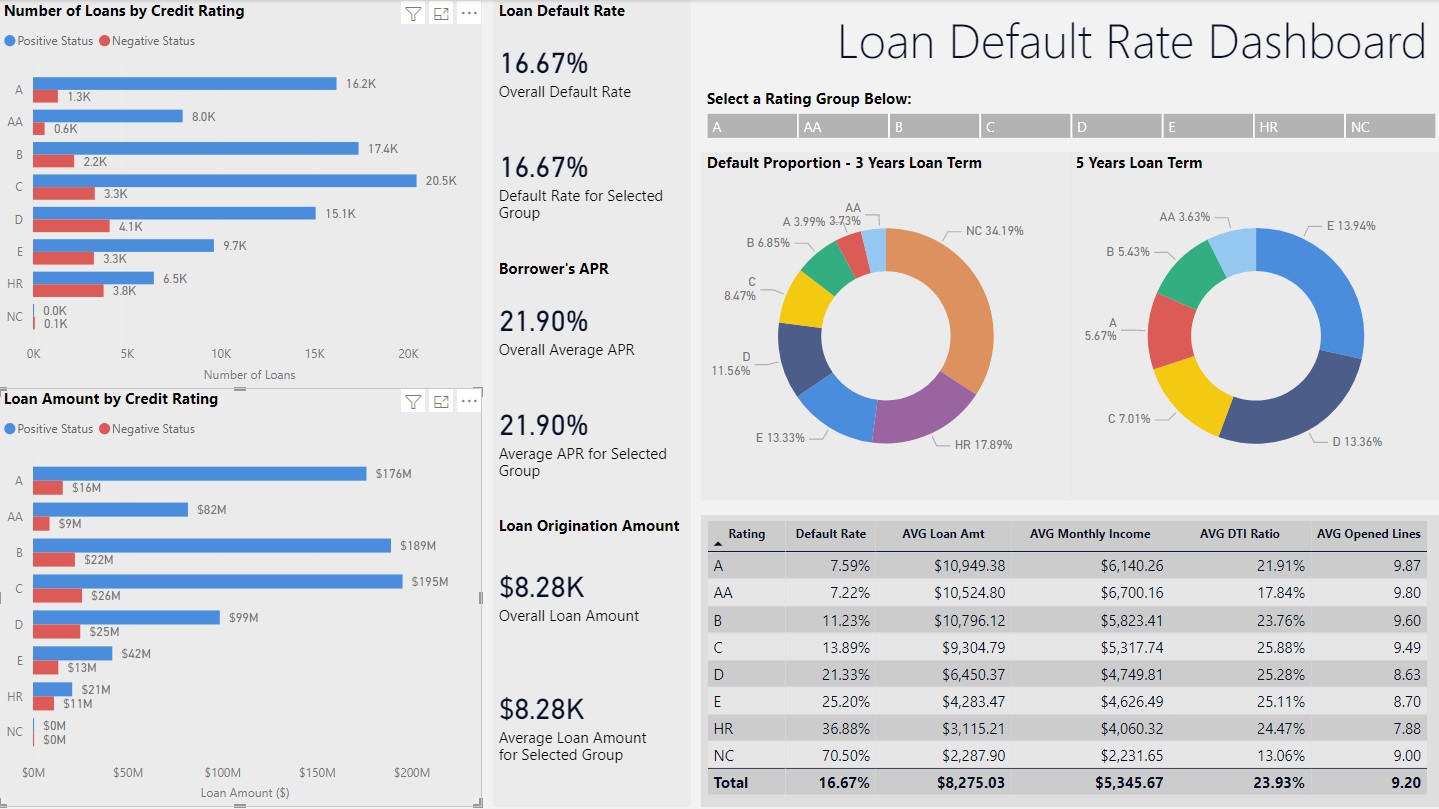 Number of Loans by Credit Rating
Positive Status Negative Status
A 16.2K
1.3K
AA 8.0K
0.6K
B 17.4K
2.2K
C 20.5K
3.3K
D 15.1K
4.1K
E 9.7K
3.3K
HR 6.5K
3.8K
NC 0.0K
0.1K
0K 5K 10K 15K 20K
Number of Loans
Loan Amount by Credit Rating
Positive Status Negative Status
A $176M
$16M
AA $82M
$9M
B $189M
$22M
C $195M
$26M
D $99M
$25M
E $42M
$13M
HR $21M
$11M
NC $0M
$0M
$0M $50M $100M $150M $200M
Loan Amount ($)
Loan Default Rate
16.67%
Overall Default Rate
16.67%
Default Rate for Selected
Group
Borrower's APR
21.90%
Overall Average APR
21.90%
Average APR for Selected
Group
Loan Origination Amount
$8.28K
Overall Loan Amount
$8.28K
Average Loan Amount
for Selected Group
Loan Default Rate Dashboard
Select a Rating Group Below:
A AA B C D E HR NC
Default Proportion - 3 Years Loan Term
AA
3.73%
A 3.99%
B 6.85%
C
8.47%
D
11.56%
E 13.33%
HR 17.89%
NC 34.19%
5 Years Loan Term
AA 3.63%
B 5.43%
A
5.67%
C 7.01%
D 13.36%
E 13.94%
Rating Default Rate AVG Loan Amt AVG Monthly Income AVG DTI Ratio AVG Opened Lines
A 7.59% $10,949.38 $6,140.26 21.91% 9.87
AA 7.22% $10,524.80 $6,700.16 17.84% 9.80
B 11.23% $10,796.12 $5,823.41 23.76% 9.60
C 13.89% $9,304.79 $5,317.74 25.88% 9.49
D 21.33% $6,450.37 $4,749.81 25.28% 8.63
E 25.20% $4,283.47 $4,626.49 25.11% 8.70
HR 36.88% $3,115.21 $4,060.32 24.47% 7.88
NC 70.50% $2,287.90 $2,231.65 13.06% 9.00
Total 16.67% $8,275.03 $5,345.67 23.93% 9.20